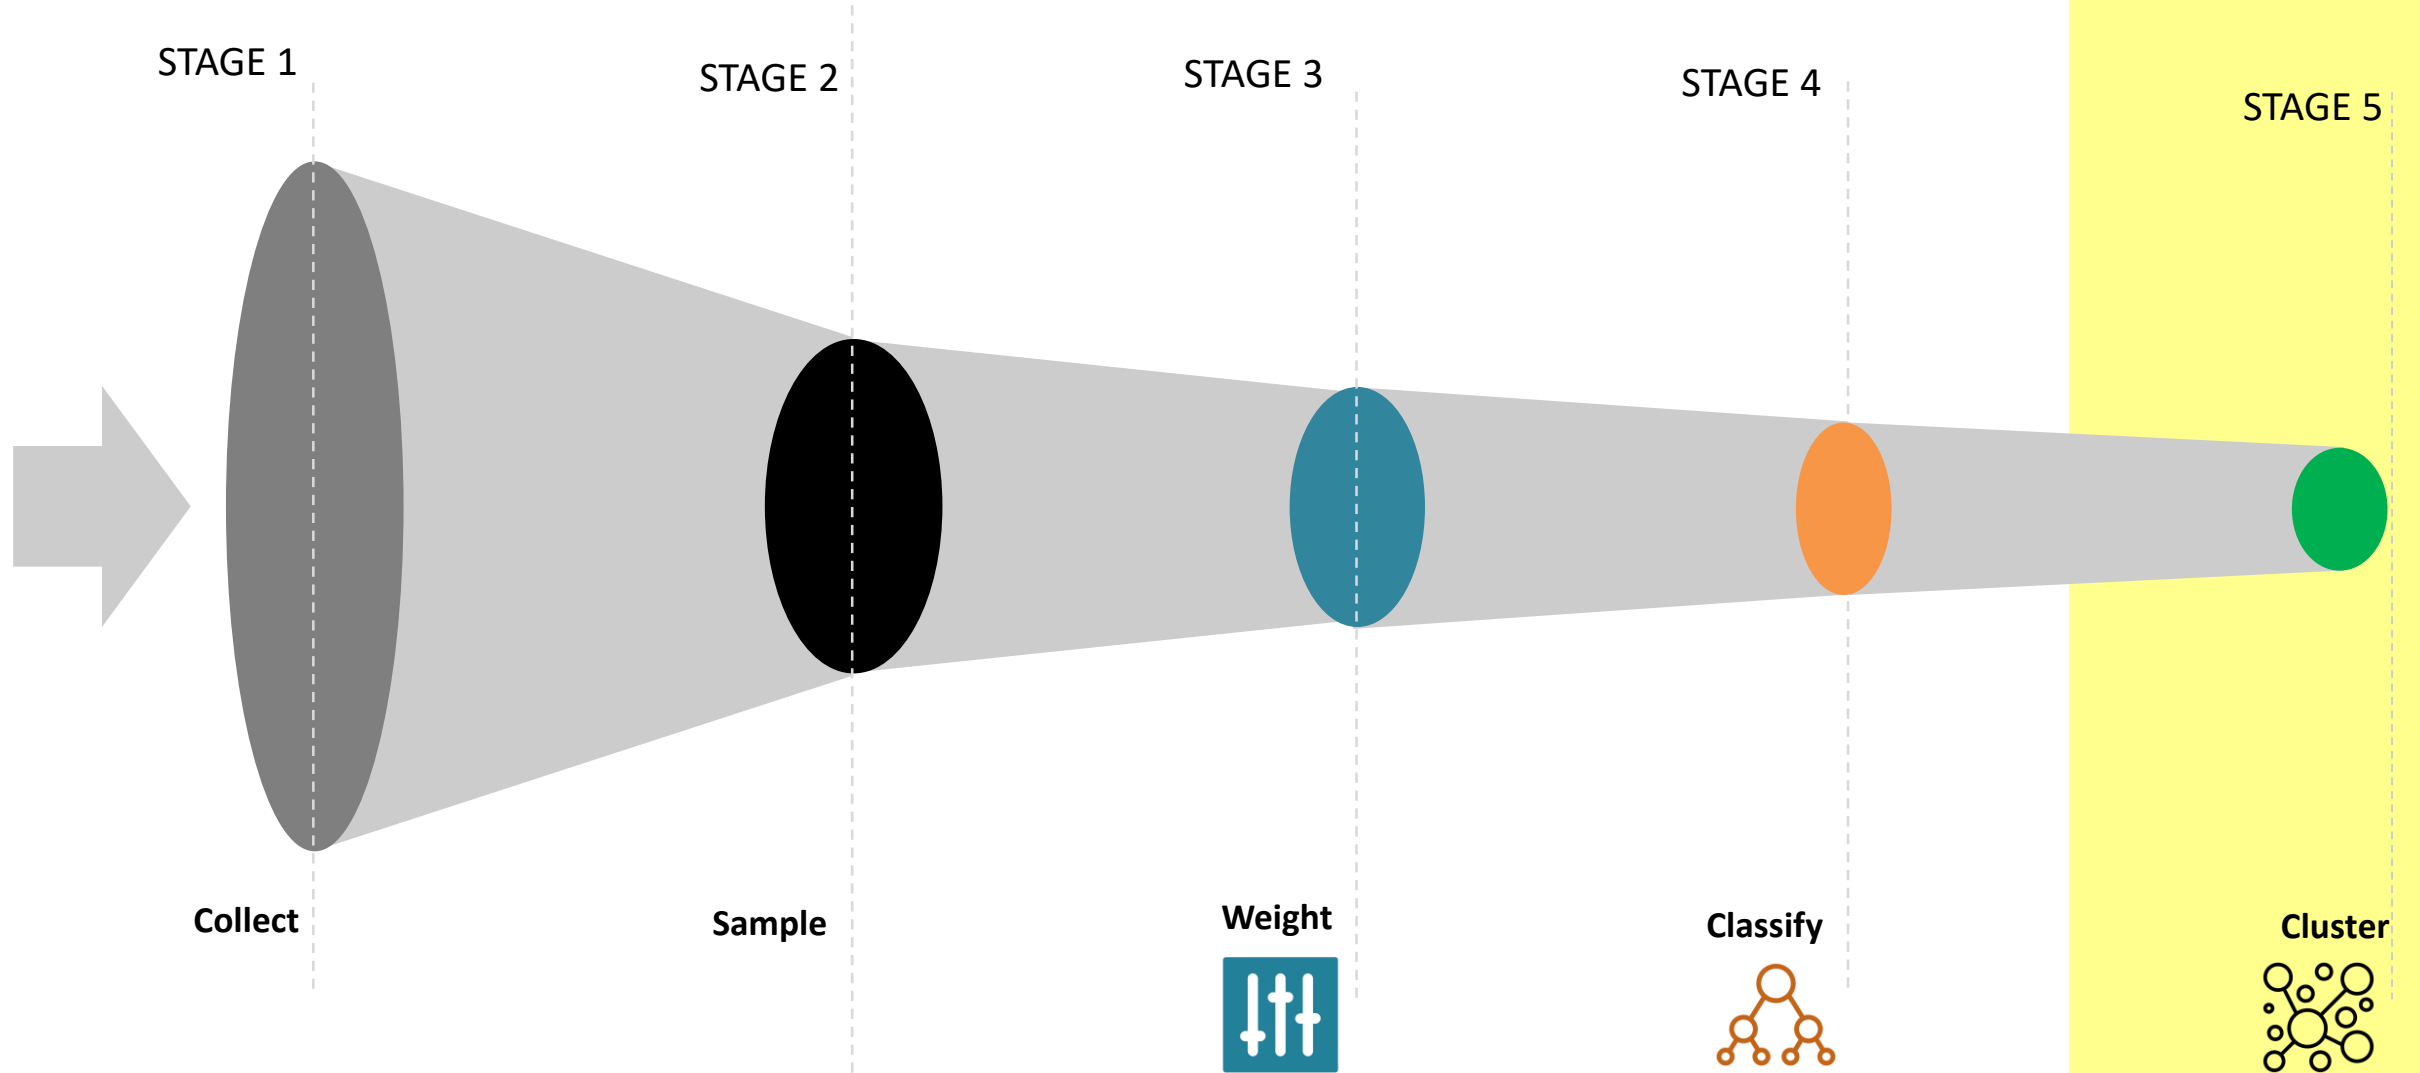 STAGE 1
STAGE 2
STAGE 3
STAGE 4
STAGE 5
Collect
Sample
Weight
Classify
Cluster